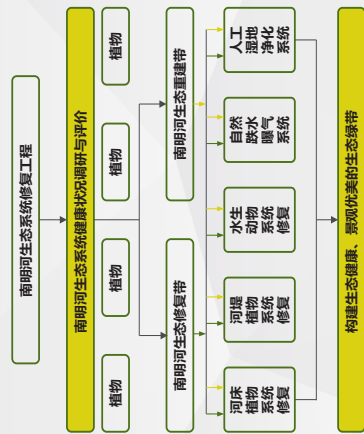 南明河生态系统修复工程
南明河生态系统健康状况调研与评价
植物
植物
植物
植物
南明河生态修复带
南明河生态重建带
河床
植物
系统
修复
河堤
植物
系统
修复
水生
动物
系统
修复
自然
跌水
曝气
系统
人工
湿地
净化
系统
构建生态健康、景观优美的生态绿带